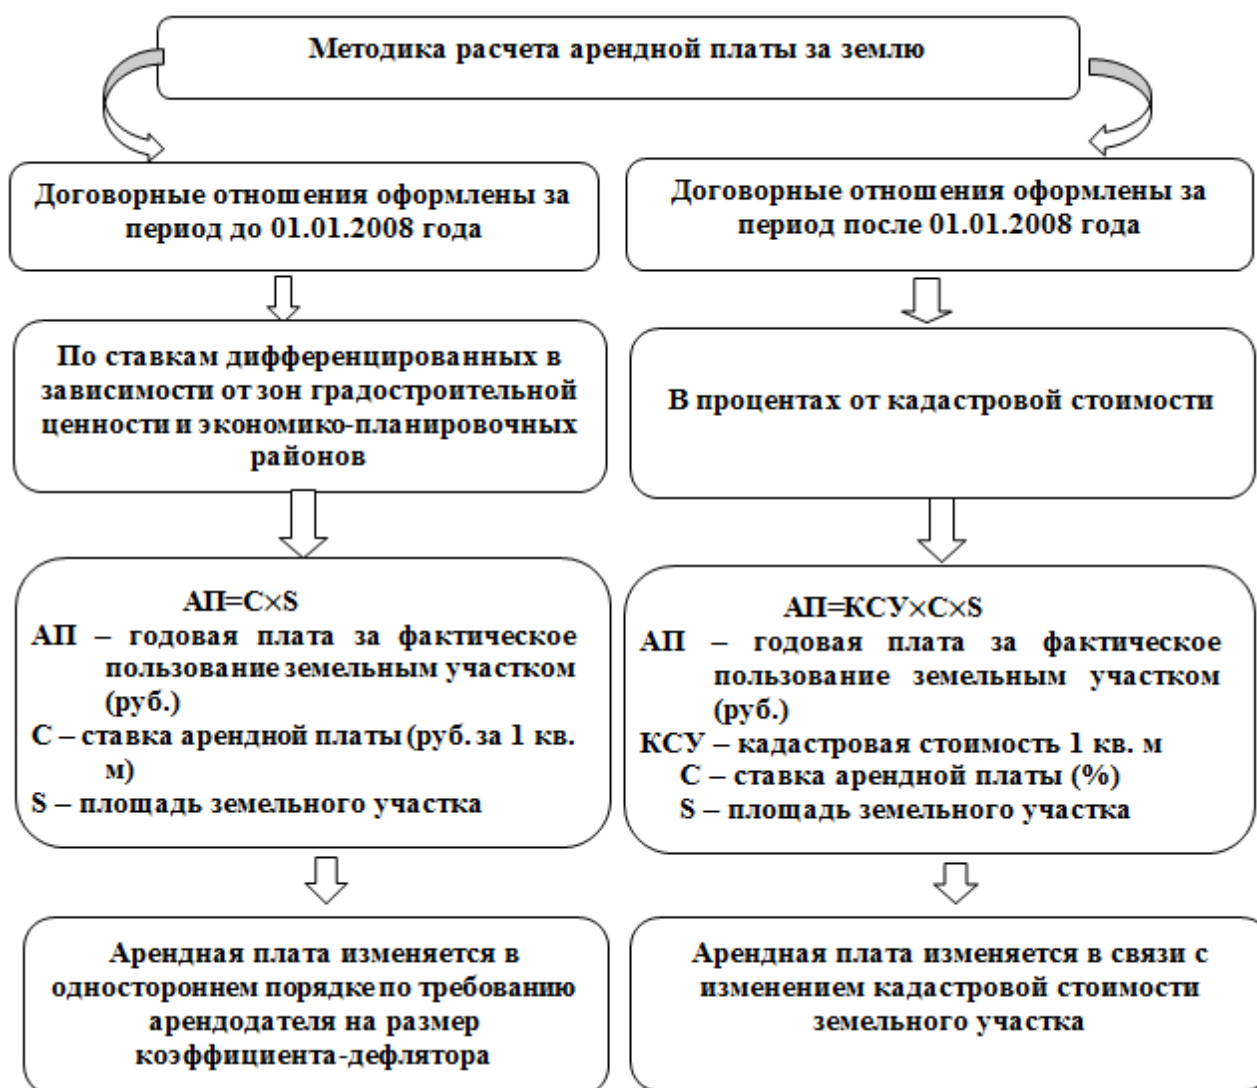 Методика расчета арендной платы за землю
Договорные отношения оформлены за
период до 01.01.2008 года
Договорные отношения оформлены за
период после 01.01.2008 года
По ставкам дифференцированных в
зависимости от зон градостроительной
ценности и экономико-планировочных
районов
В процентах от кадастровой стоимости
АП=С×S
АП – годовая плата за фактическое
пользование земельным участком
(руб.)
С – ставка арендной платы (руб. за 1 кв.
м)
S – площадь земельного участка
АП=КСУ×С×S
АП – годовая плата за фактическое
пользование земельным участком
(руб.)
КСУ – кадастровая стоимость 1 кв. м
С – ставка арендной платы (%)
S – площадь земельного участка
Арендная плата изменяется в
одностороннем порядке по требованию
арендодателя на размер
коэффициента-дефлятора
Арендная плата изменяется в связи с
изменением кадастровой стоимости
земельного участка